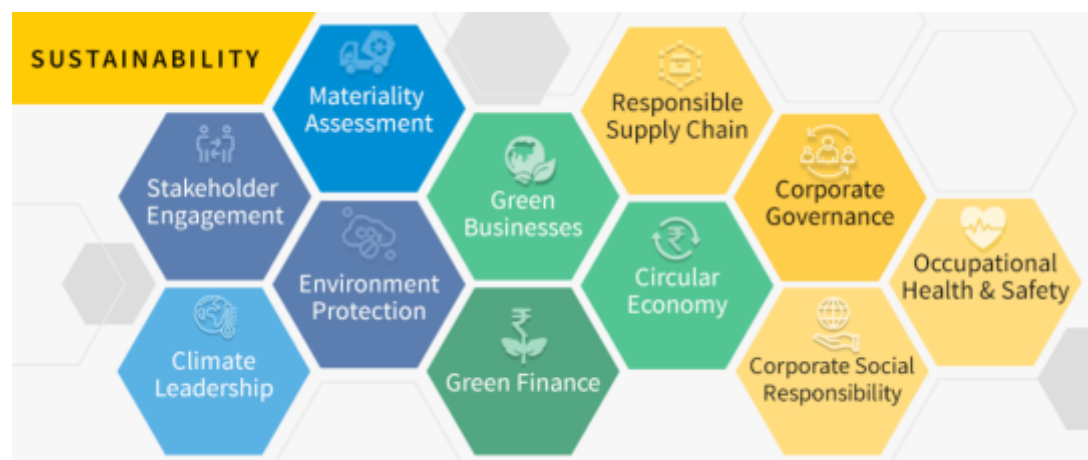 SUSTAINABILITY
Materiality
Assessment
Responsible
Supply Chain
Stakeholder
Engagement
Green
Businesses
Corporate
Governance
Environment
Protection
Circular
Economy
Occupational
Health & Safety
Climate
Leadership
Green Finance
Corporate Social
Responsibility